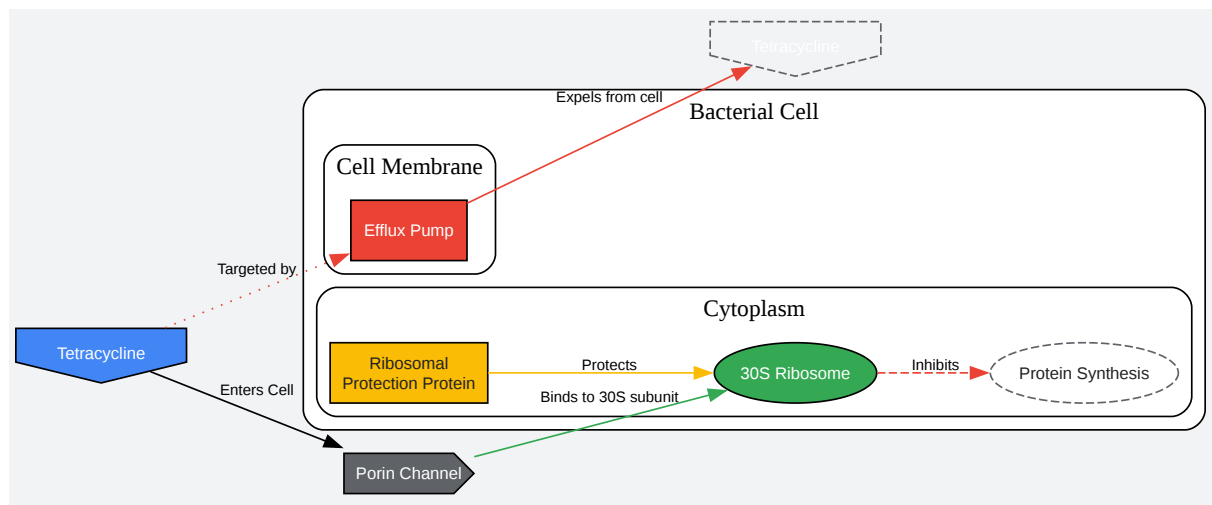 Tetracycline
Expels from cell
Bacterial Cell
Cell Membrane
Efflux Pump
Targeted by
Cytoplasm
Tetracycline
Ribosomal
Protection Protein
Protects
30S Ribosome
Inhibits
Protein Synthesis
Enters Cell
Binds to 30S subunit
Porin Channel